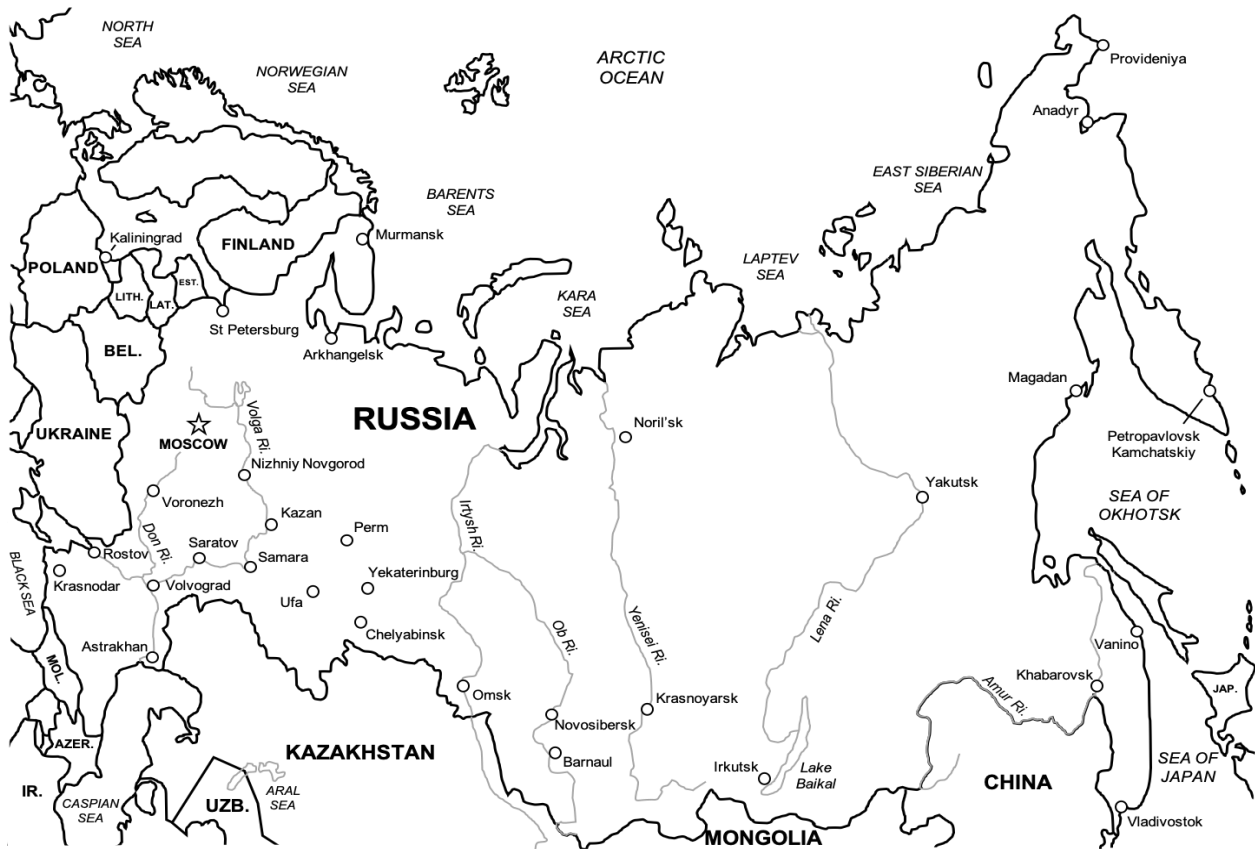 NORTH
SEA
NORWEGIAN
SEA
ARCTIC
OCEAN
Provideniya
Anadyr
EAST SIBERIAN
SEA
BARENTS
SEA
Murmansk
Kaliningrad
FINLAND
POLAND
LAPTEV
SEA
EST.
LITH.
LAT.
KARA
SEA
St Petersburg
Arkhangelsk
BEL.
Magadan
RUSSIA
Volga Ri.
UKRAINE
MOSCOW
Noril'sk
Petropavlovsk
Kamchatskiy
Nizhniy Novgorod
Voronezh
Yakutsk
SEA OF
OKHOTSK
Kazan
Irtysh Ri.
Perm
Don Ri.
Saratov
Rostov
Samara
BLACK SEA
Krasnodar
Volvograd
Yekaterinburg
Ufa
Lena Ri.
Chelyabinsk
Ob Ri.
Yenisei Ri.
Vanino
Astrakhan
MOL.
Khabarovsk
Omsk
Amur Ri.
JAP.
Krasnoyarsk
Novosibersk
AZER.
KAZAKHSTAN
Barnaul
Irkutsk
Lake
Baikal
SEA OF
JAPAN
CHINA
IR.
CASPIAN
SEA
UZB.
ARAL
SEA
Vladivostok
MONGOLIA